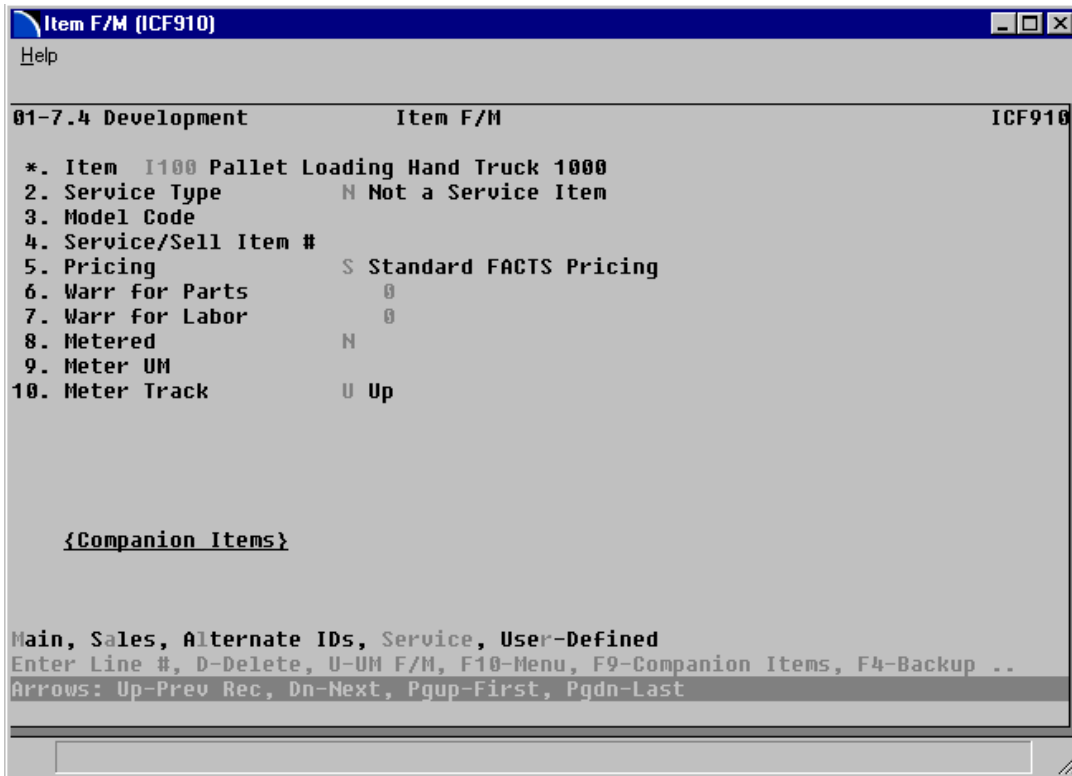 Item F/M (ICF910)
Help
01-7.4 Development Item F/M ICF910
*. Item I100 Pallet Loading Hand Truck 1000
2. Service Type N Not a Service Item
3. Model Code
4. Service/Sell Item #
5. Pricing S Standard FACTS Pricing
6. Warr for Parts 0
7. Warr for Labor 0
8. Metered N
9. Meter UM
10. Meter Track U Up
{Companion Items}
Main, Sales, Alternate IDs, Service, User-Defined
Enter Line #, D-Delete, U-UM F/M, F10-Menu, F9-Companion Items, F4-Backup ..
Arrows: Up-Prev Rec, Dn-Next, Pgup-First, Pgdn-Last